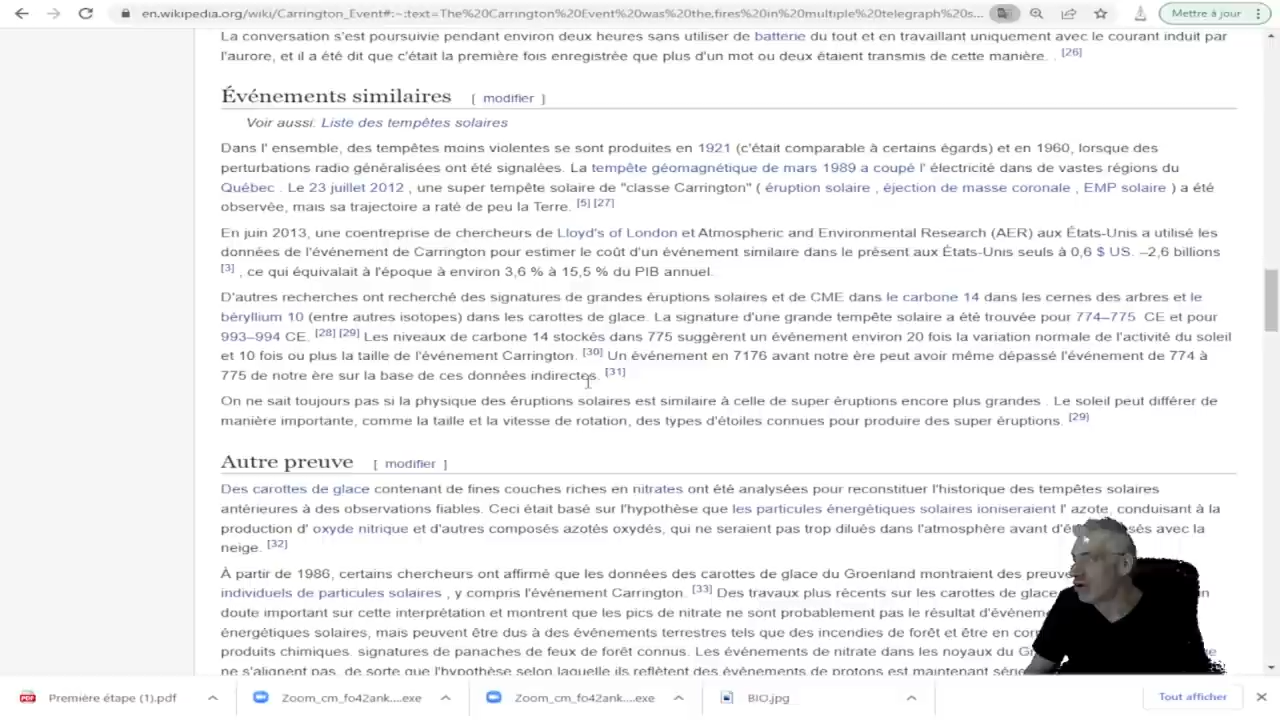 en.wikipedia.org/wiki/Carrington_Event#:~:text=The%20Carrington%20Event%20was%20the,fires%20in%20multiple%20telegraph%20s...
Mettre à jour
La conversation s'est poursuivie pendant environ deux heures sans utiliser de batterie du tout et en travaillant uniquement avec le courant induit par
l'aurore, et il a été dit que c'était la première fois enregistrée que plus d'un mot ou deux étaient transmis de cette manière. . [26]
Événements similaires [ modifier ]
Voir aussi: Liste des tempêtes solaires
Dans l' ensemble, des tempêtes moins violentes se sont produites en 1921 (c'était comparable à certains égards) et en 1960, lorsque des
perturbations radio généralisées ont été signalées. La tempête géomagnétique de mars 1989 a coupé l' électricité dans de vastes régions du
Québec . Le 23 juillet 2012 , une super tempête solaire de "classe Carrington" ( éruption solaire , éjection de masse coronale , EMP solaire ) a été
observée, mais sa trajectoire a raté de peu la Terre. [5] [27]
En juin 2013, une coentreprise de chercheurs de Lloyd's of London et Atmospheric and Environmental Research (AER) aux États-Unis a utilisé les
données de l'événement de Carrington pour estimer le coût d'un événement similaire dans le présent aux États-Unis seuls à 0,6 $ US. –2,6 billions
[3] , ce qui équivalait à l'époque à environ 3,6 % à 15,5 % du PIB annuel.
D'autres recherches ont recherché des signatures de grandes éruptions solaires et de CME dans le carbone 14 dans les cernes des arbres et le
béryllium 10 (entre autres isotopes) dans les carottes de glace. La signature d'une grande tempête solaire a été trouvée pour 774–775 CE et pour
993–994 CE. [28] [29] Les niveaux de carbone 14 stockés dans 775 suggèrent un événement environ 20 fois la variation normale de l'activité du soleil
et 10 fois ou plus la taille de l'événement Carrington. [30] Un événement en 7176 avant notre ère peut avoir même dépassé l'événement de 774 à
775 de notre ère sur la base de ces données indirectes. [31]
On ne sait toujours pas si la physique des éruptions solaires est similaire à celle de super éruptions encore plus grandes . Le soleil peut différer de
manière importante, comme la taille et la vitesse de rotation, des types d'étoiles connues pour produire des super éruptions. [29]
Autre preuve [ modifier ]
Des carottes de glace contenant de fines couches riches en nitrates ont été analysées pour reconstituer l'historique des tempêtes solaires
antérieures à des observations fiables. Ceci était basé sur l'hypothèse que les particules énergétiques solaires ioniseraient l' azote, conduisant à la
production d' oxyde nitrique et d'autres composés azotés oxydés, qui ne seraient pas trop dilués dans l'atmosphère avant avec la
neige. [32]
À partir de 1986, certains chercheurs ont affirmé que les données des carottes de glace du Groenland montraient des
individuels de particules solaires , y compris l'événement Carrington. [33] Des travaux plus récents sur les carottes de
doute important sur cette interprétation et montrent que les pics de nitrate ne sont probablement pas le résultat
énergétiques solaires, mais peuvent être dus à des événements terrestres tels que des incendies de forêt et être en
produits chimiques. signatures de panaches de feux de forêt connus. Les événements de nitrate dans les noyaux du
ne s'alignent pas, de sorte que l'hypothèse selon laquelle ils reflètent des événements de protons est maintenant
Première étape (1).pdf
Zoom_cm_fo42ank....exe
Zoom_cm_fo42ank....exe
BIO.jpg
Tout afficher